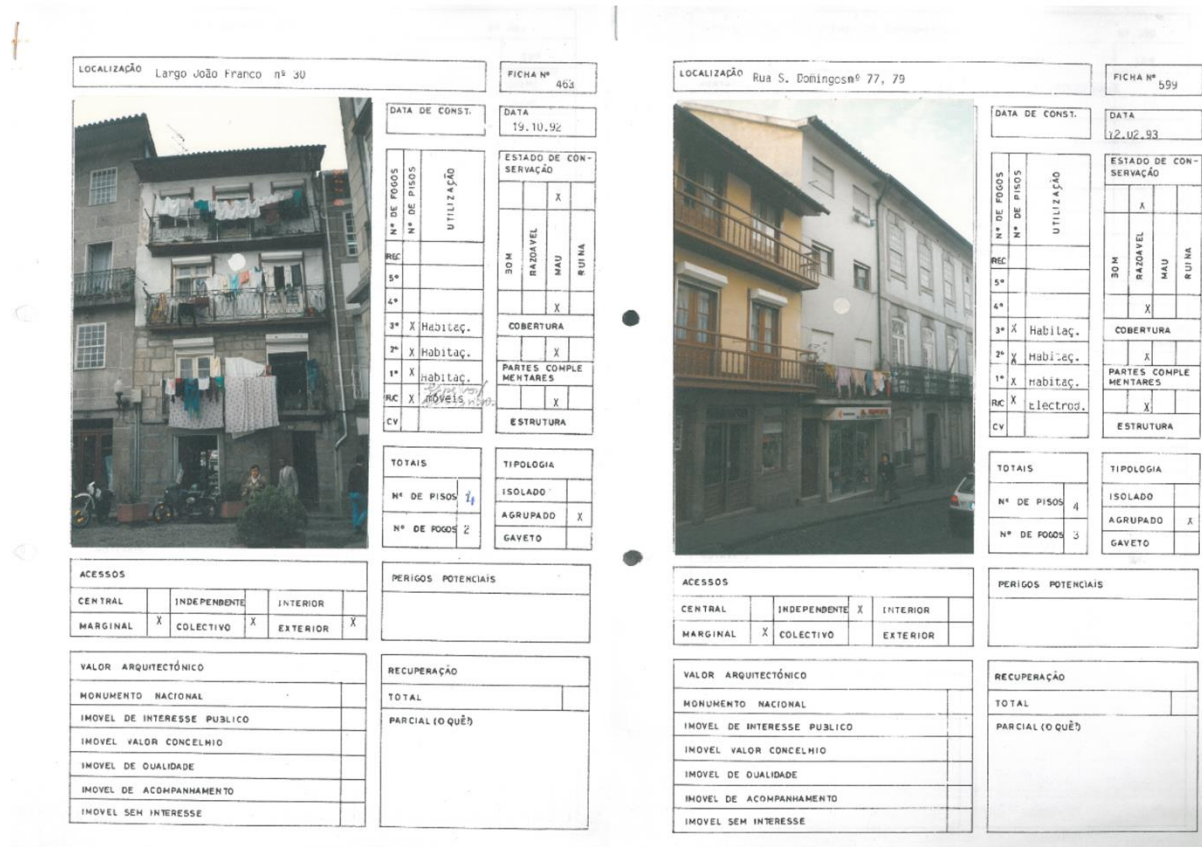 LOCALIZAÇÃO Largo João Franco nº 30
FICHA Nº 463
DATA DE CONST.
DATA 19.10.92
Nº DE FOGOS
Nº DE PISOS
UTILIZAÇÃO
REC
5º
4º
3º X Habitaç.
2º X Habitaç.
1º X Habitaç.
R/C X móveis
CV
ESTADO DE CON-
SERVAÇÃO
X
BOM
RAZOAVEL
MAU
RUINA
X
COBERTURA
X
PARTES COMPLE
MENTARES
X
ESTRUTURA
TOTAIS
Nº DE PISOS 4
Nº DE FOGOS 2
TIPOLOGIA
ISOLADO
AGRUPADO X
GAVETO
ACESSOS
CENTRAL INDEPENDENTE INTERIOR
MARGINAL X COLECTIVO X EXTERIOR X
PERIGOS POTENCIAIS
VALOR ARQUITECTÓNICO
MONUMENTO NACIONAL
IMOVEL DE INTERESSE PUBLICO
IMOVEL VALOR CONCELHIO
IMOVEL DE QUALIDADE
IMOVEL DE ACOMPANHAMENTO
IMOVEL SEM INTERESSE
RECUPERAÇÃO
TOTAL
PARCIAL (O QUÊ?)
LOCALIZAÇÃO Rua S. Domingosnº 77, 79
FICHA Nº 599
DATA DE CONST.
DATA 12.02.93
Nº DE FOGOS
Nº DE PISOS
UTILIZAÇÃO
REC
5º
4º
3º X Habitaç.
2º X Habitaç.
1º X Habitaç.
R/C X Electrod.
CV
ESTADO DE CON-
SERVAÇÃO
X
BOM
RAZOAVEL
MAU
RUINA
X
COBERTURA
X
PARTES COMPLE
MENTARES
X
ESTRUTURA
TOTAIS
Nº DE PISOS 4
Nº DE FOGOS 3
TIPOLOGIA
ISOLADO
AGRUPADO X
GAVETO
ACESSOS
CENTRAL INDEPENDENTE X INTERIOR
MARGINAL X COLECTIVO EXTERIOR
PERIGOS POTENCIAIS
VALOR ARQUITECTÓNICO
MONUMENTO NACIONAL
IMOVEL DE INTERESSE PUBLICO
IMOVEL VALOR CONCELHIO
IMOVEL DE QUALIDADE
IMOVEL DE ACOMPANHAMENTO
IMOVEL SEM INTERESSE
RECUPERAÇÃO
TOTAL
PARCIAL (O QUÊ?)